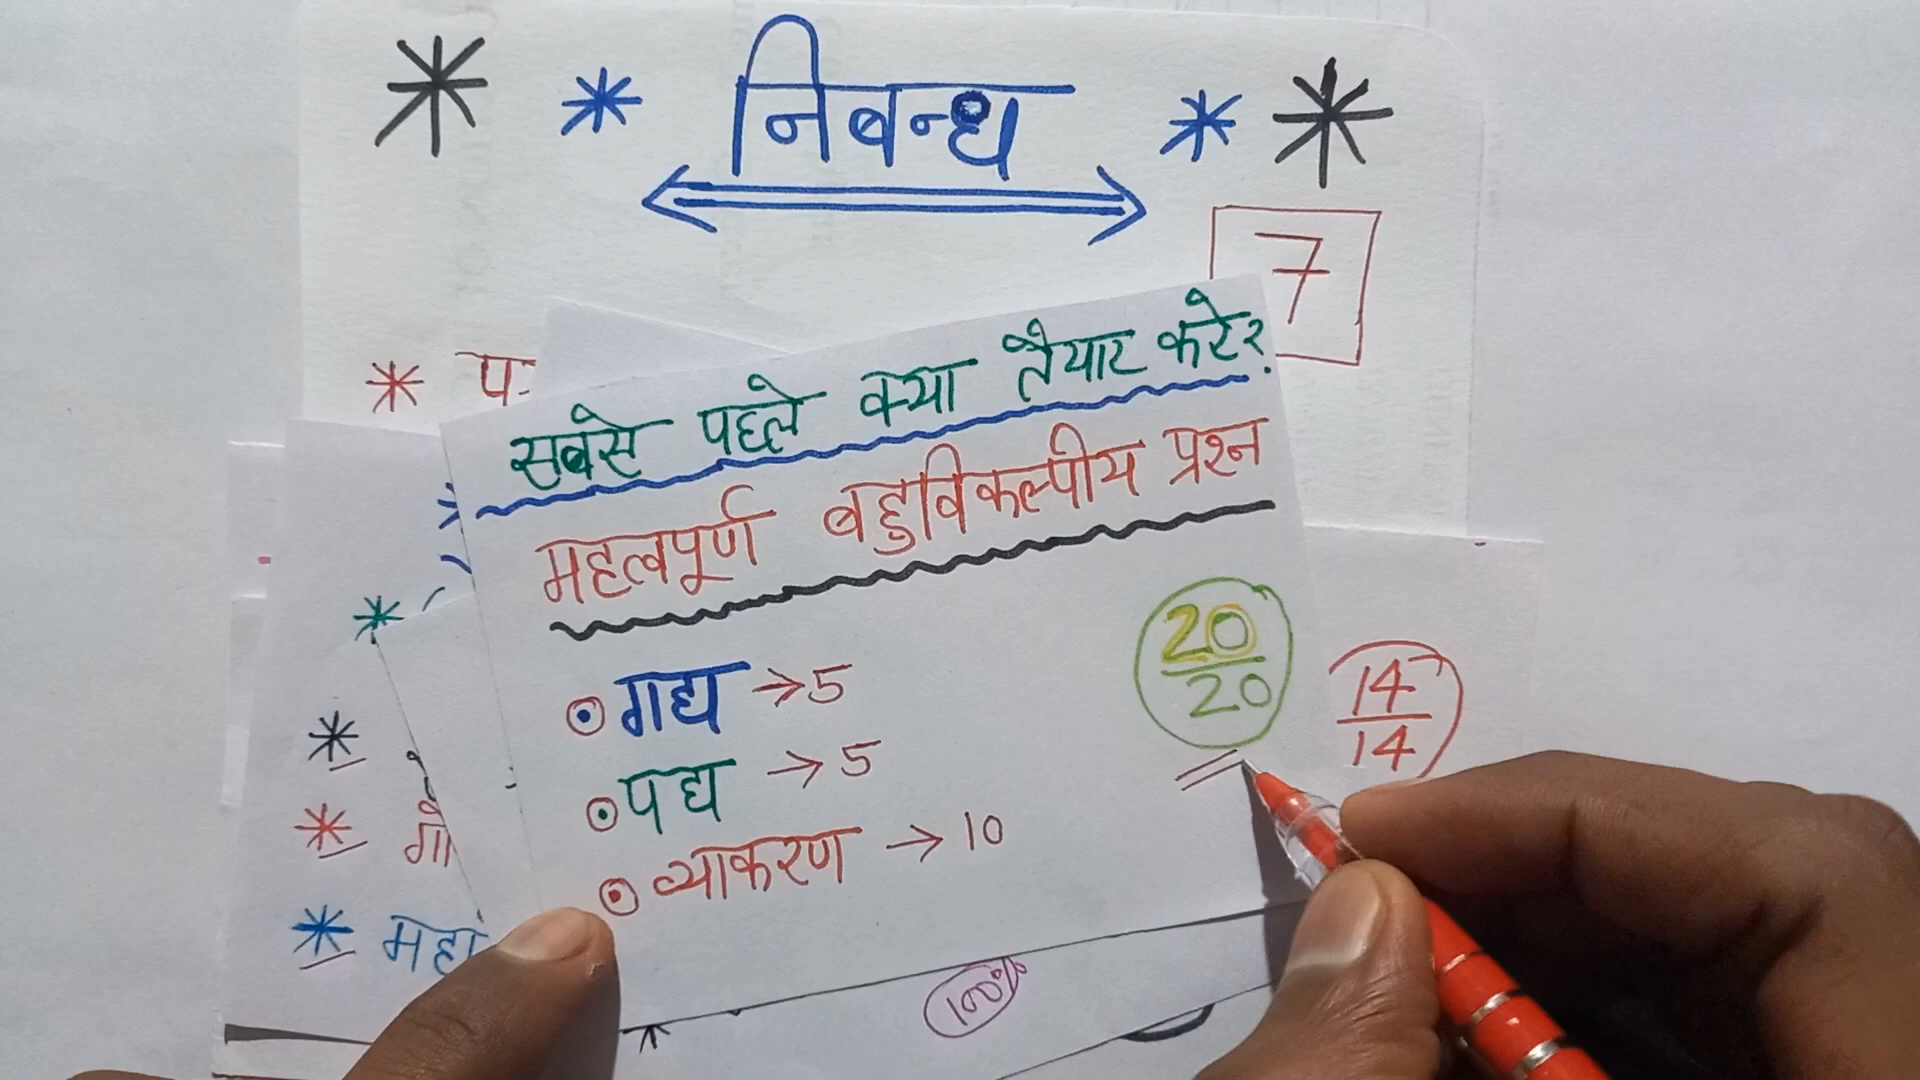 निबन्ध
7
सबसे पहले क्या तैयार करे?
महत्वपूर्ण बहुविकल्पीय प्रश्न
20/20
गद्य → 5
14/14
पद्य → 5
व्याकरण → 10
100%